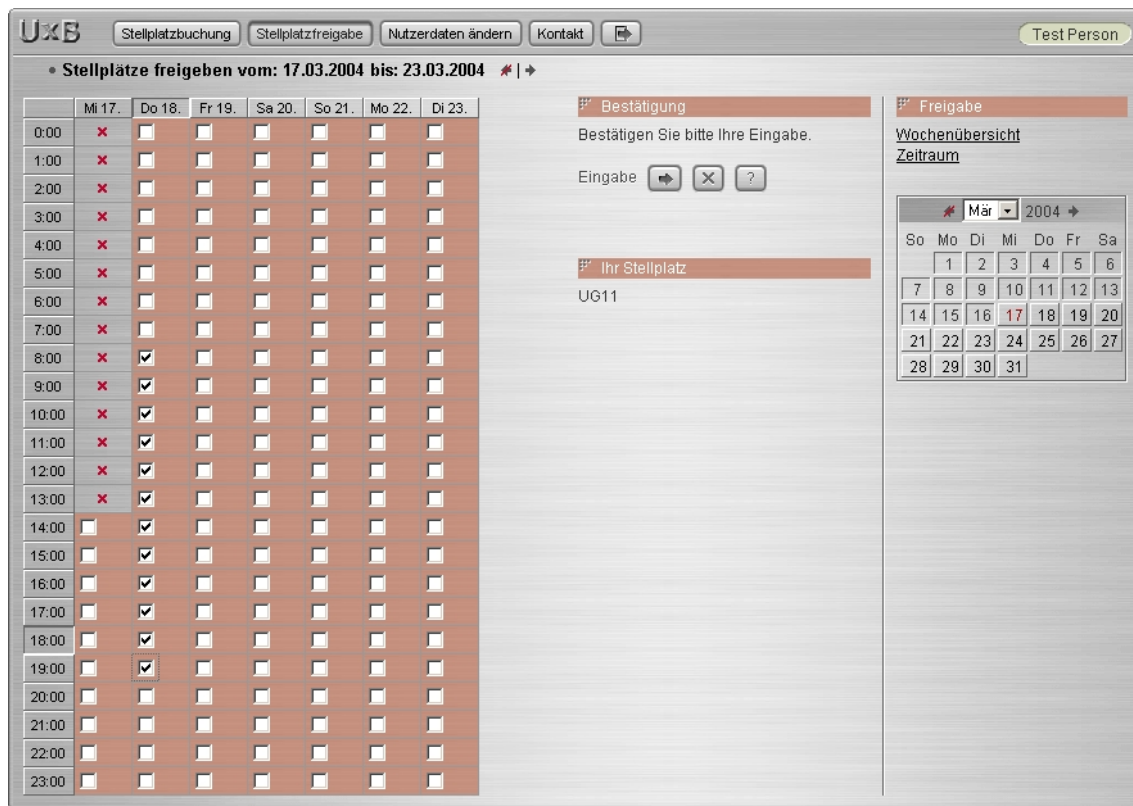 UxB Stellplatzbuchung Stellplatzfreigabe Nutzerdaten ändern Kontakt Test Person
Stellplätze freigeben vom: 17.03.2004 bis: 23.03.2004
Mi 17. Do 18. Fr 19. Sa 20. So 21. Mo 22. Di 23.
0:00
1:00
2:00
3:00
4:00
5:00
6:00
7:00
8:00
9:00
10:00
11:00
12:00
13:00
14:00
15:00
16:00
17:00
18:00
19:00
20:00
21:00
22:00
23:00
Bestätigung
Bestätigen Sie bitte Ihre Eingabe.
Eingabe ?
Ihr Stellplatz
UG11
Freigabe
Wochenübersicht
Zeitraum
Mär 2004
So Mo Di Mi Do Fr Sa
1 2 3 4 5 6
7 8 9 10 11 12 13
14 15 16 17 18 19 20
21 22 23 24 25 26 27
28 29 30 31